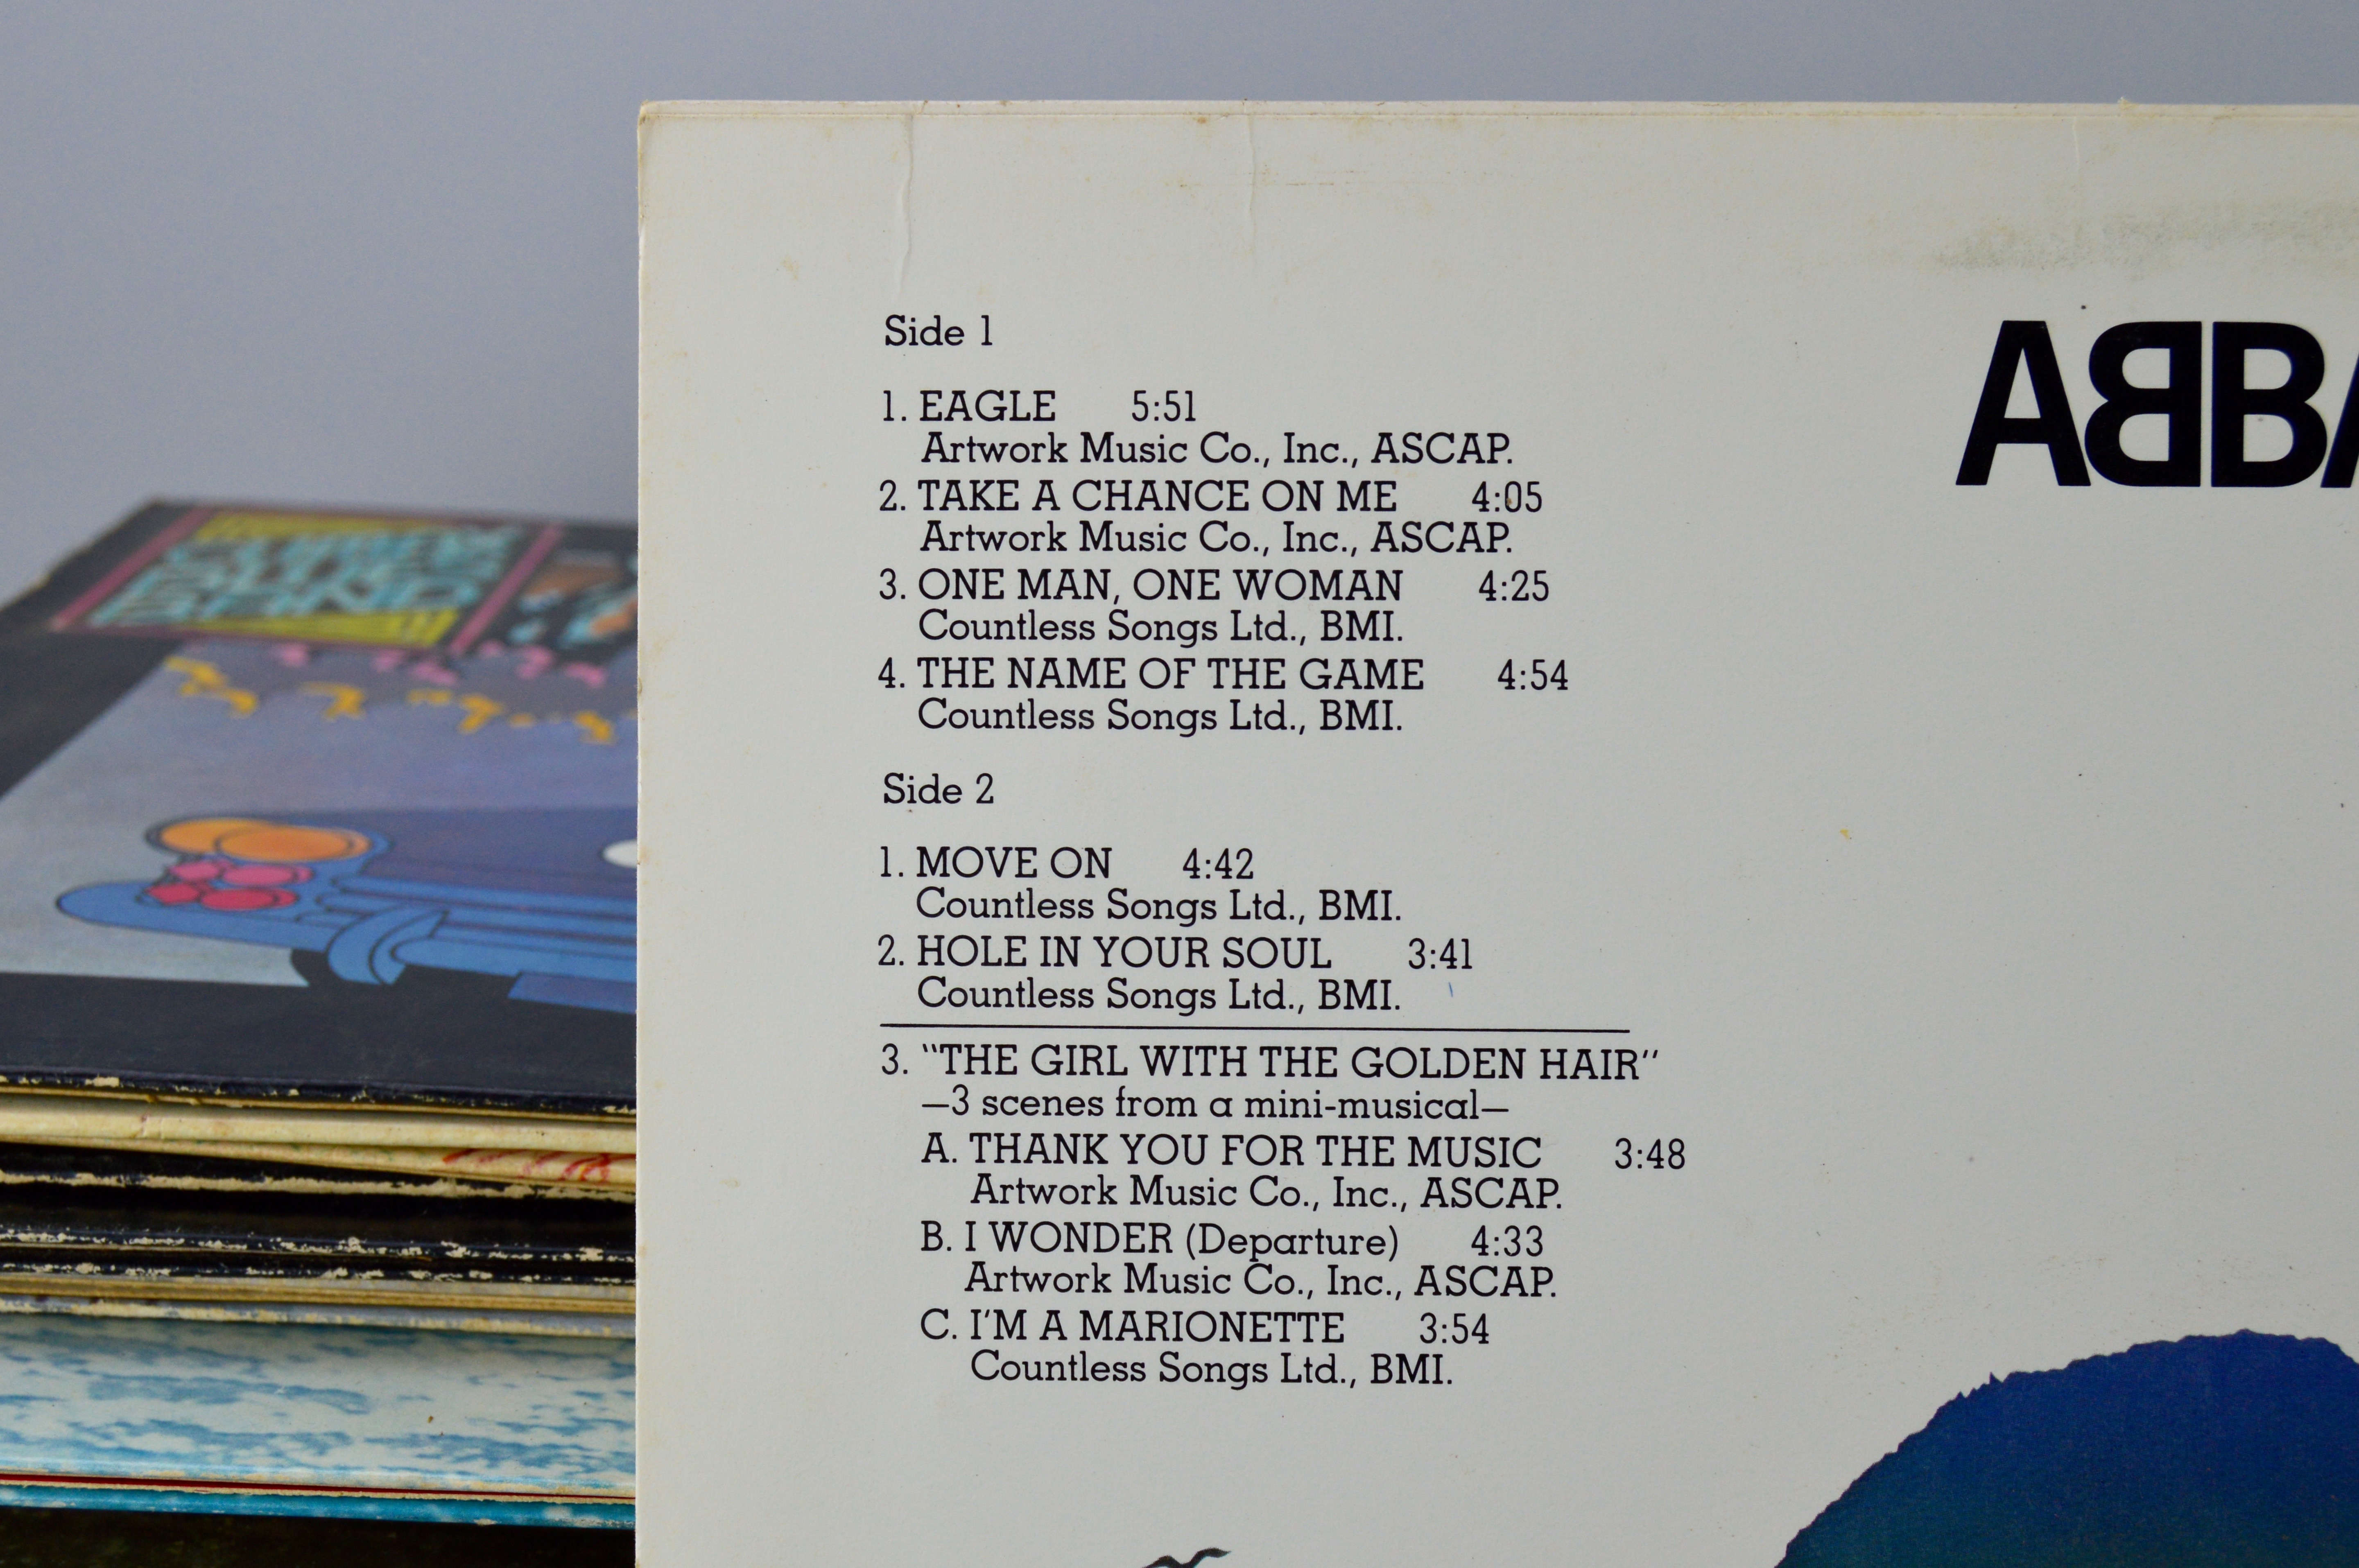 Side 1
1. EAGLE 5:51
Artwork Music Co., Inc., ASCAP.
2. TAKE A CHANCE ON ME 4:05
Artwork Music Co., Inc., ASCAP.
3. ONE MAN, ONE WOMAN 4:25
Countless Songs Ltd., BMI.
4. THE NAME OF THE GAME 4:54
Countless Songs Ltd., BMI.
Side 2
1. MOVE ON 4:42
Countless Songs Ltd., BMI.
2. HOLE IN YOUR SOUL 3:41
Countless Songs Ltd., BMI.
3. "THE GIRL WITH THE GOLDEN HAIR"
—3 scenes from a mini-musical—
A. THANK YOU FOR THE MUSIC 3:48
Artwork Music Co., Inc., ASCAP.
B. I WONDER (Departure) 4:33
Artwork Music Co., Inc., ASCAP.
C. I'M A MARIONETTE 3:54
Countless Songs Ltd., BMI.
ABBA